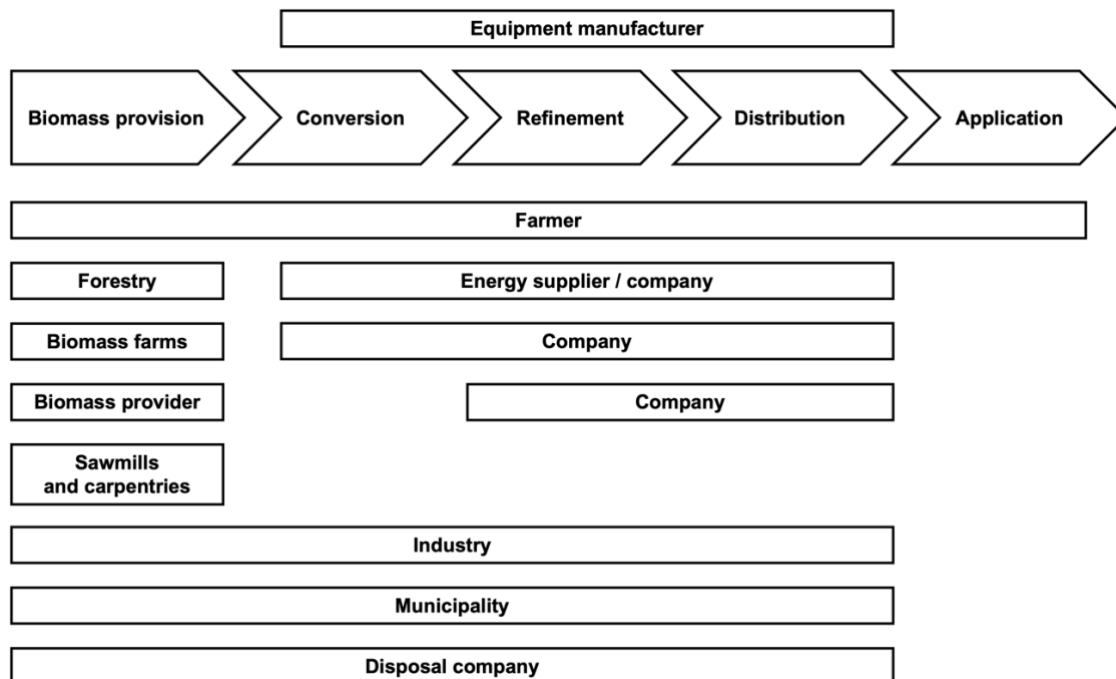 Equipment manufacturer
Biomass provision
Conversion
Refinement
Distribution
Application
Farmer
Forestry
Energy supplier / company
Biomass farms
Company
Biomass provider
Company
Sawmills
and carpentries
Industry
Municipality
Disposal company